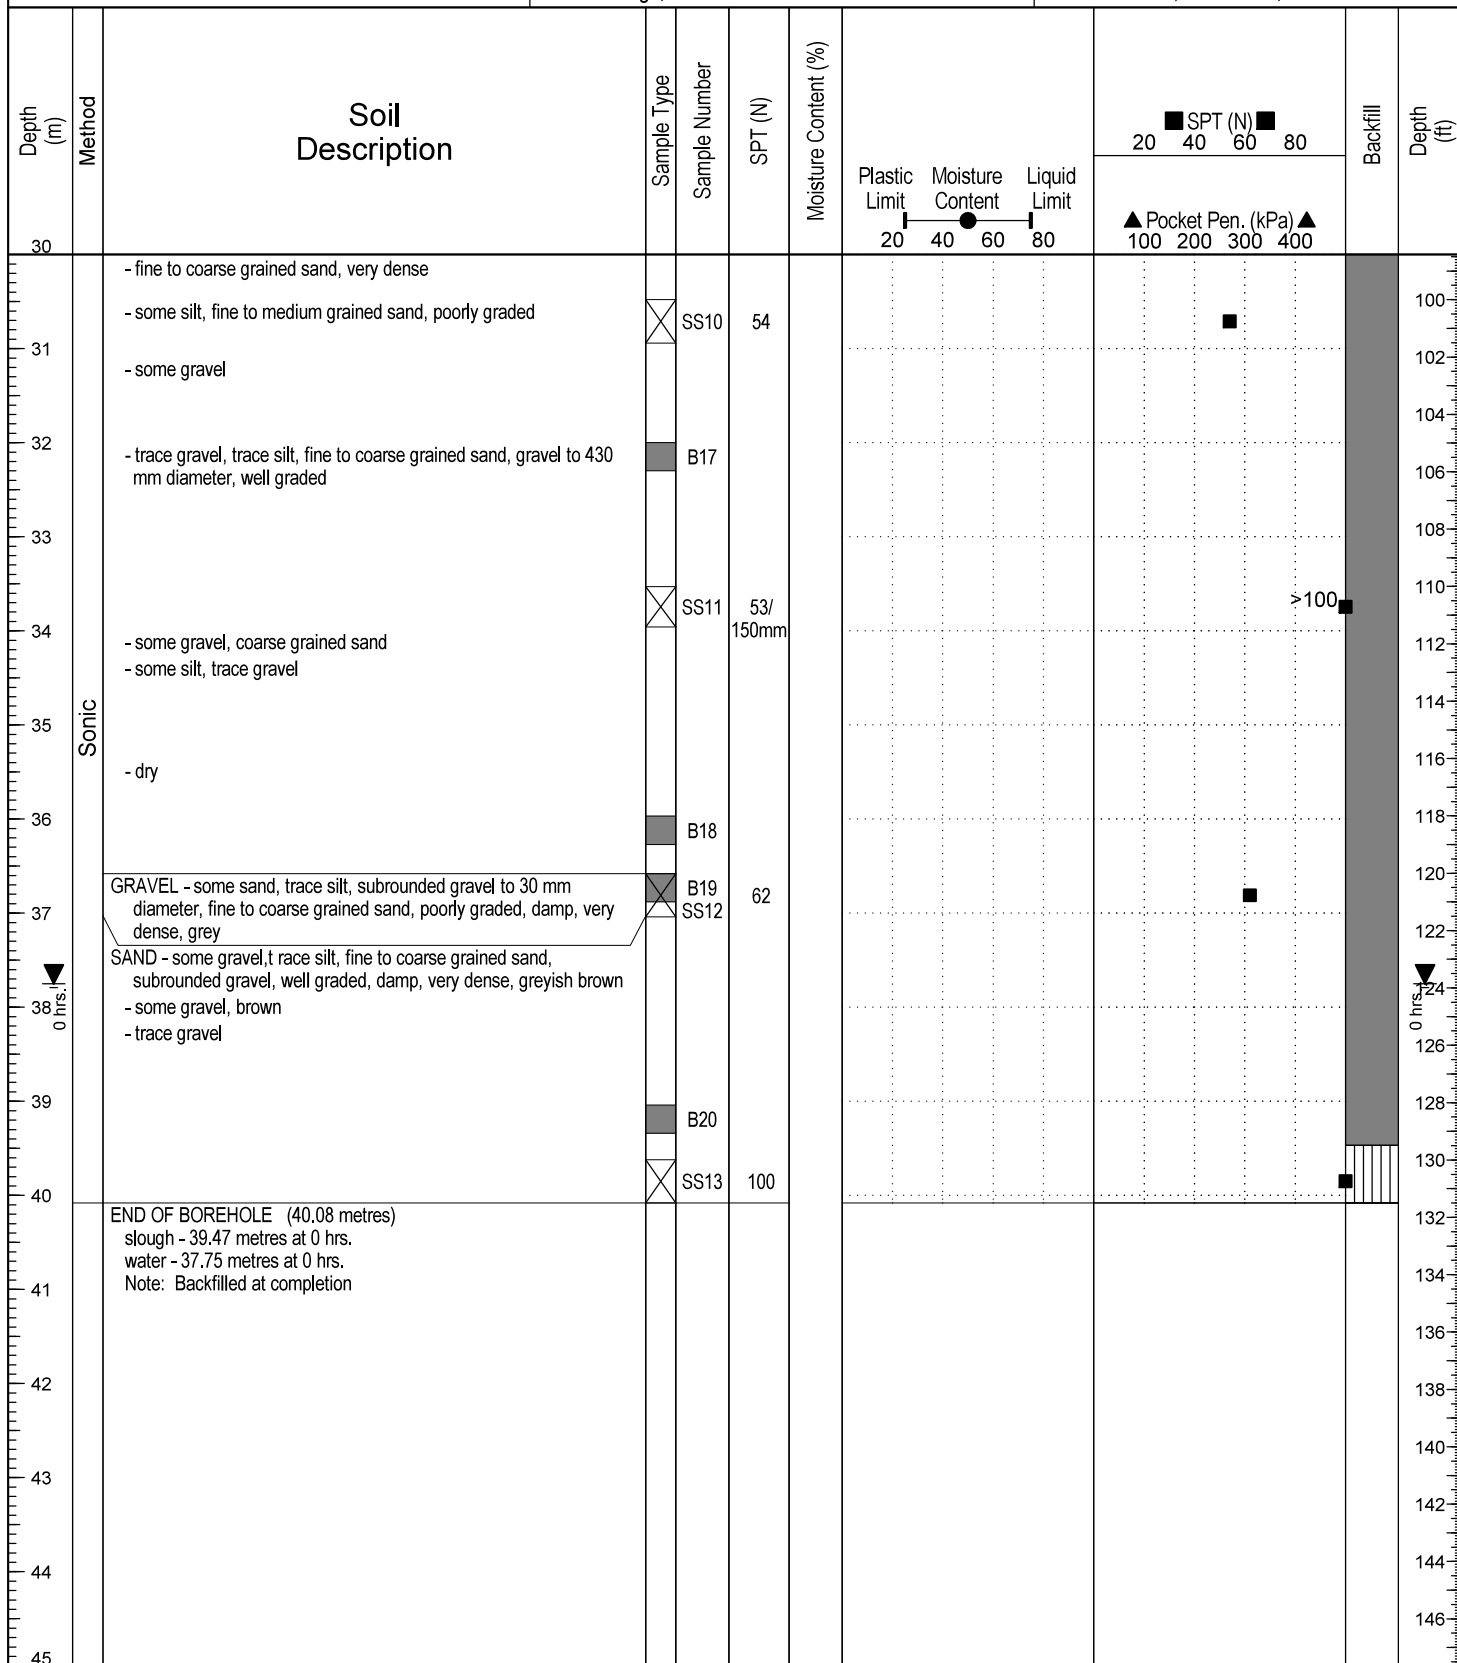 Depth
(m)
Method
Soil
Description
Sample Type
Sample Number
SPT (N)
Moisture Content (%)
Plastic Moisture Liquid
Limit Content Limit
20 40 60 80
SPT (N)
20 40 60 80
Pocket Pen. (kPa)
100 200 300 400
Backfill
Depth
(ft)
30
- fine to coarse grained sand, very dense
100
- some silt, fine to medium grained sand, poorly graded
SS10 54
31
102
- some gravel
104
32
- trace gravel, trace silt, fine to coarse grained sand, gravel to 430
mm diameter, well graded
B17
106
108
33
110
>100
SS11 53/
150mm
34
- some gravel, coarse grained sand
112
- some silt, trace gravel
114
Sonic
35
116
- dry
118
36
B18
120
GRAVEL - some sand, trace silt, subrounded gravel to 30 mm
diameter, fine to coarse grained sand, poorly graded, damp, very
dense, grey
B19
SS12
62
37
122
SAND - some gravel,t race silt, fine to coarse grained sand,
subrounded gravel, well graded, damp, very dense, greyish brown
124
- some gravel, brown
38
0 hrs.
0 hrs.
- trace gravel
126
39
128
B20
130
SS13 100
40
END OF BOREHOLE (40.08 metres)
132
slough - 39.47 metres at 0 hrs.
water - 37.75 metres at 0 hrs.
Note: Backfilled at completion
134
41
136
42
138
140
43
142
44
144
146
45